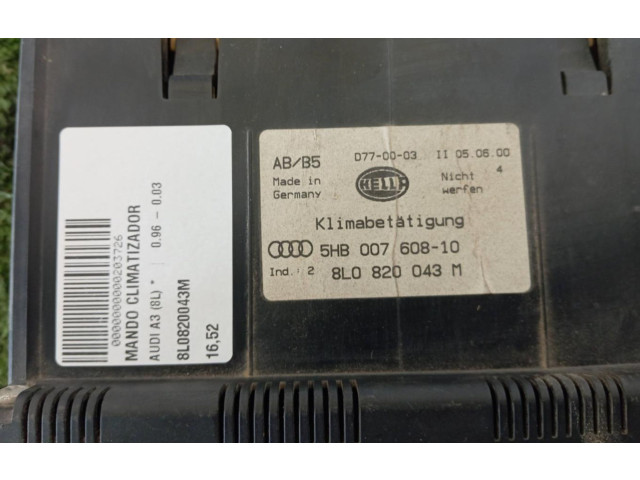 0000000000000203726
MANDO CLIMATIZADOR
AUDI A3 (8L) * | 0.96 - 0.03
8L0820043M
16,52
AB/B5 D77-00-03 II 05.06.00
Made in Germany HELLA Nicht werfen 4
Klimabetätigung
5HB 007 608-10
Ind.: 2 8L0 820 043 M